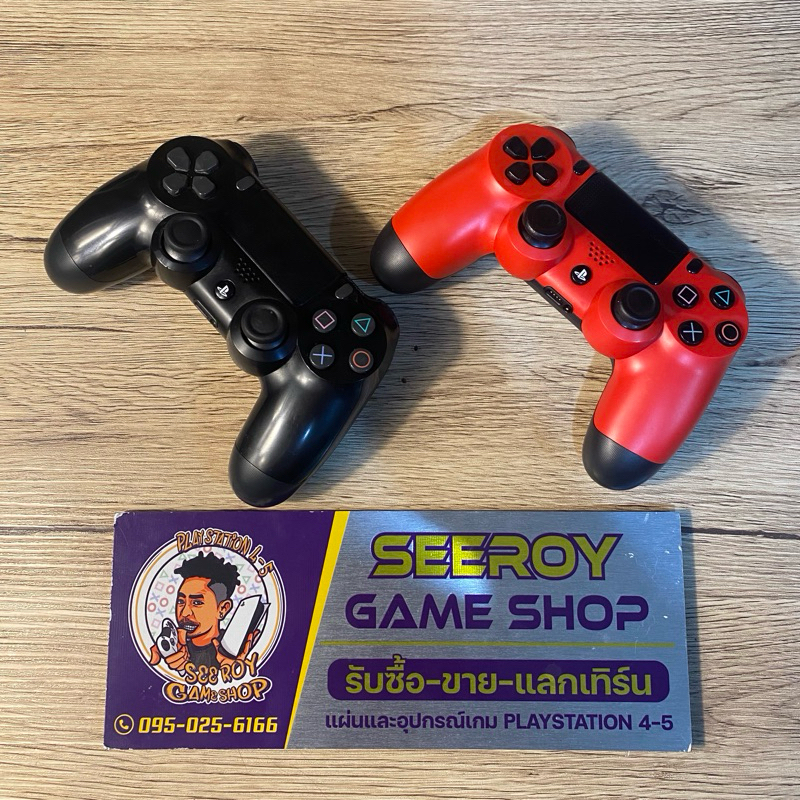 PLAYSTATION 4-5
SEEROY
GAME SHOP
095-025-6166
SEEROY
GAME SHOP
รับซื้อ-ขาย-แลกเทิร์น
แผ่นและอุปกรณ์เกม PLAYSTATION 4-5